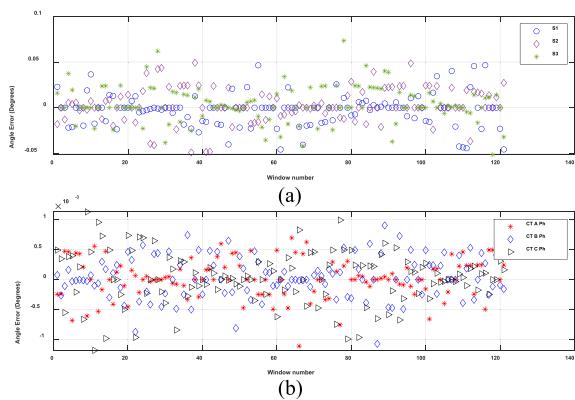 0.1
0.05
0
-0.05
Angle Error (Degrees)
0 20 40 60 80 100 120 140
Window number
S1
S2
S3
(a)
× 10 -3
1
0.5
0
-0.5
-1
Angle Error (Degrees)
0 20 40 60 80 100 120 140
Window number
CT A Ph
CT B Ph
CT C Ph
(b)